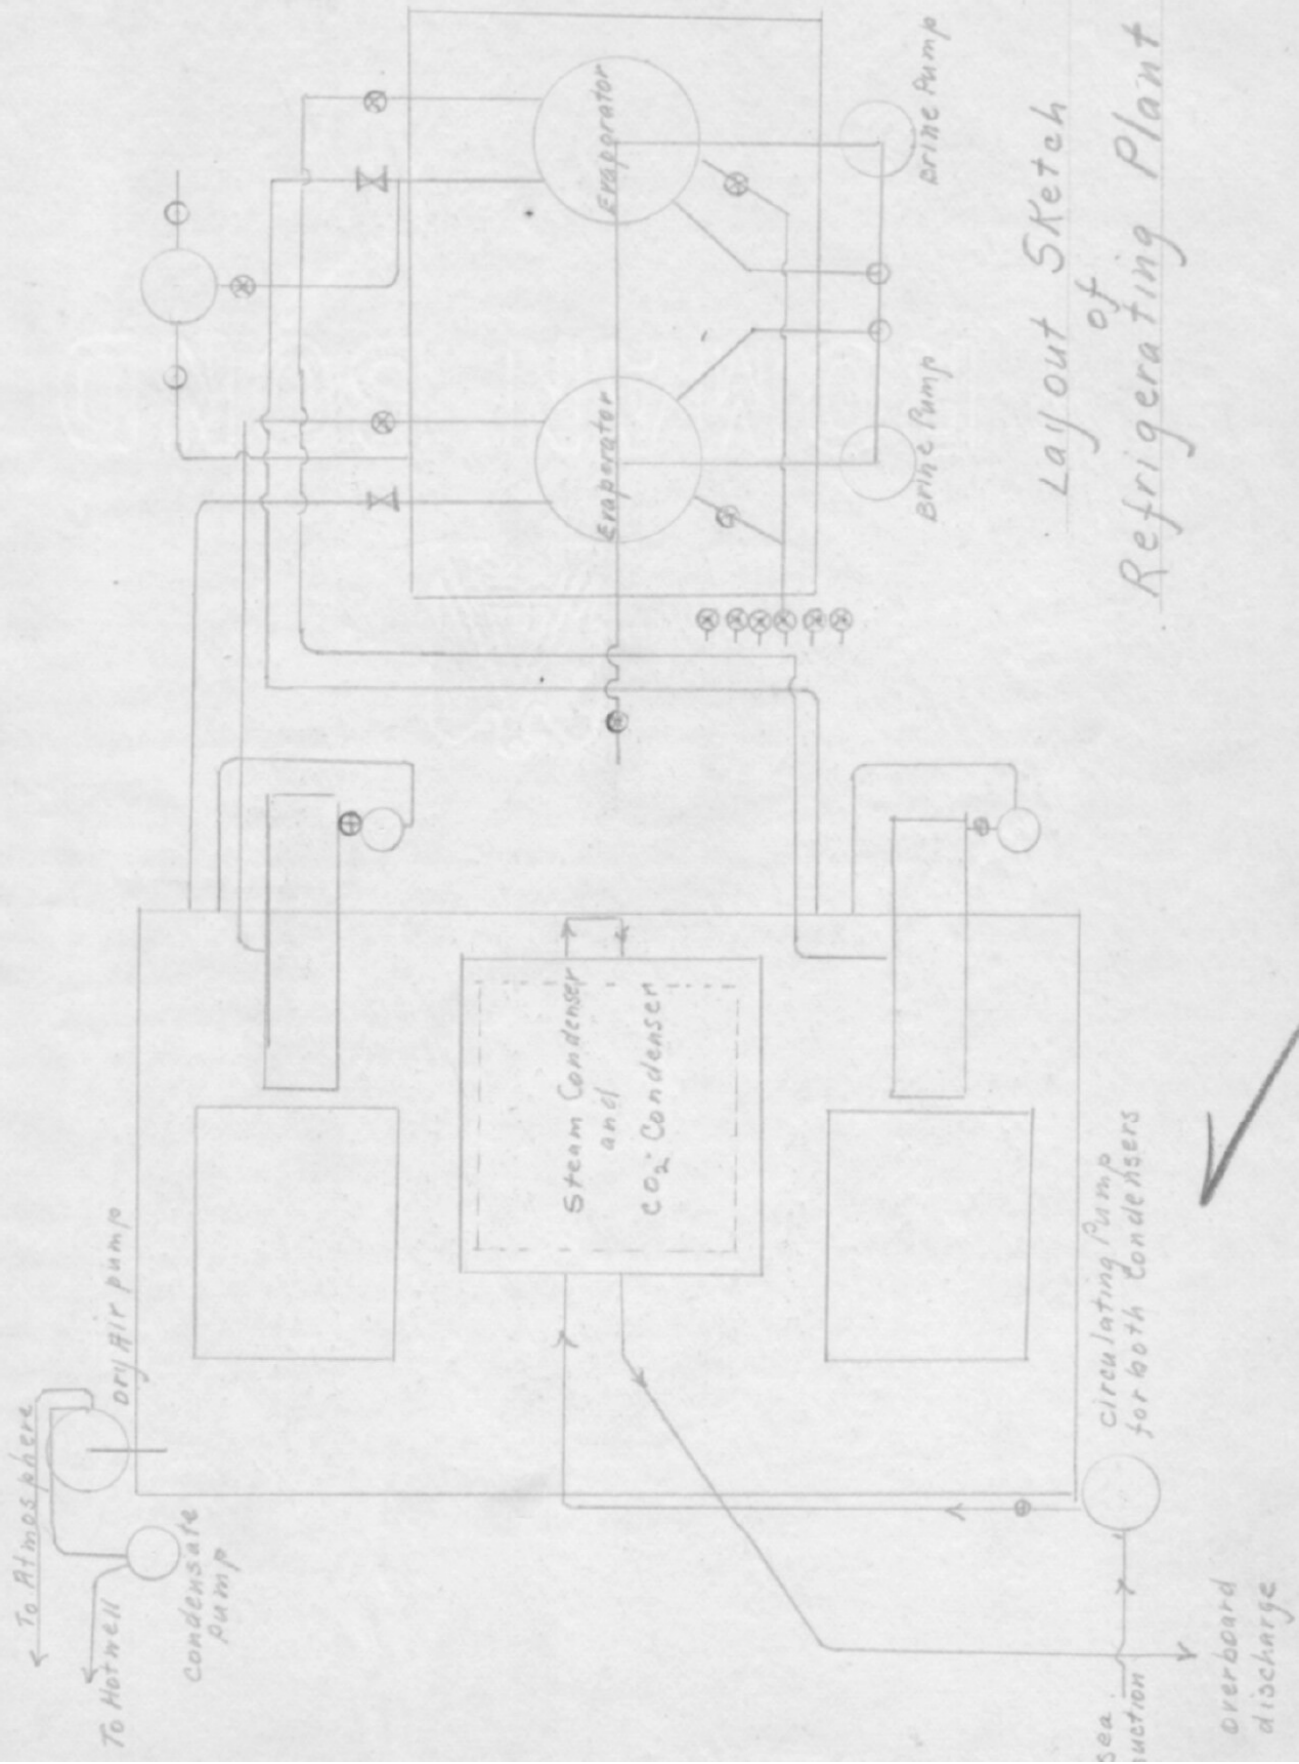 Layout Sketch
of
Refrigerating Plant
Evaporator
Evaporator
Brine Pump
Brine Pump
Steam Condenser
and
CO₂-Condenser
Dry Air pump
To Atmosphere
To Hotwell
Condensate
Pump
Circulating Pump
for both Condensers
sea
uction
overboard
discharge